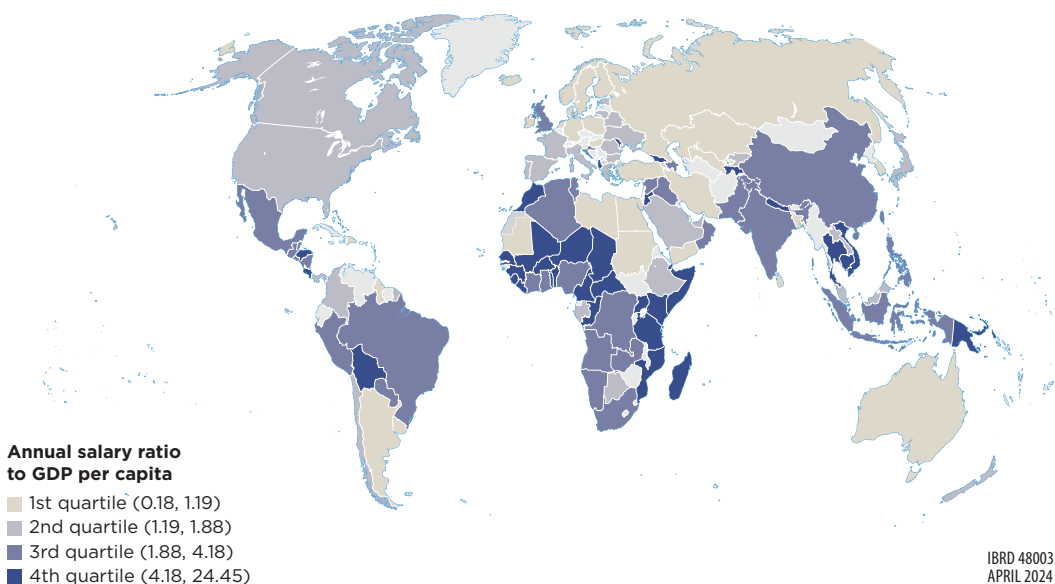 Annual salary ratio
to GDP per capita
1st quartile (0.18, 1.19)
2nd quartile (1.19, 1.88)
3rd quartile (1.88, 4.18)
4th quartile (4.18, 24.45)
IBRD 48003
APRIL 2024